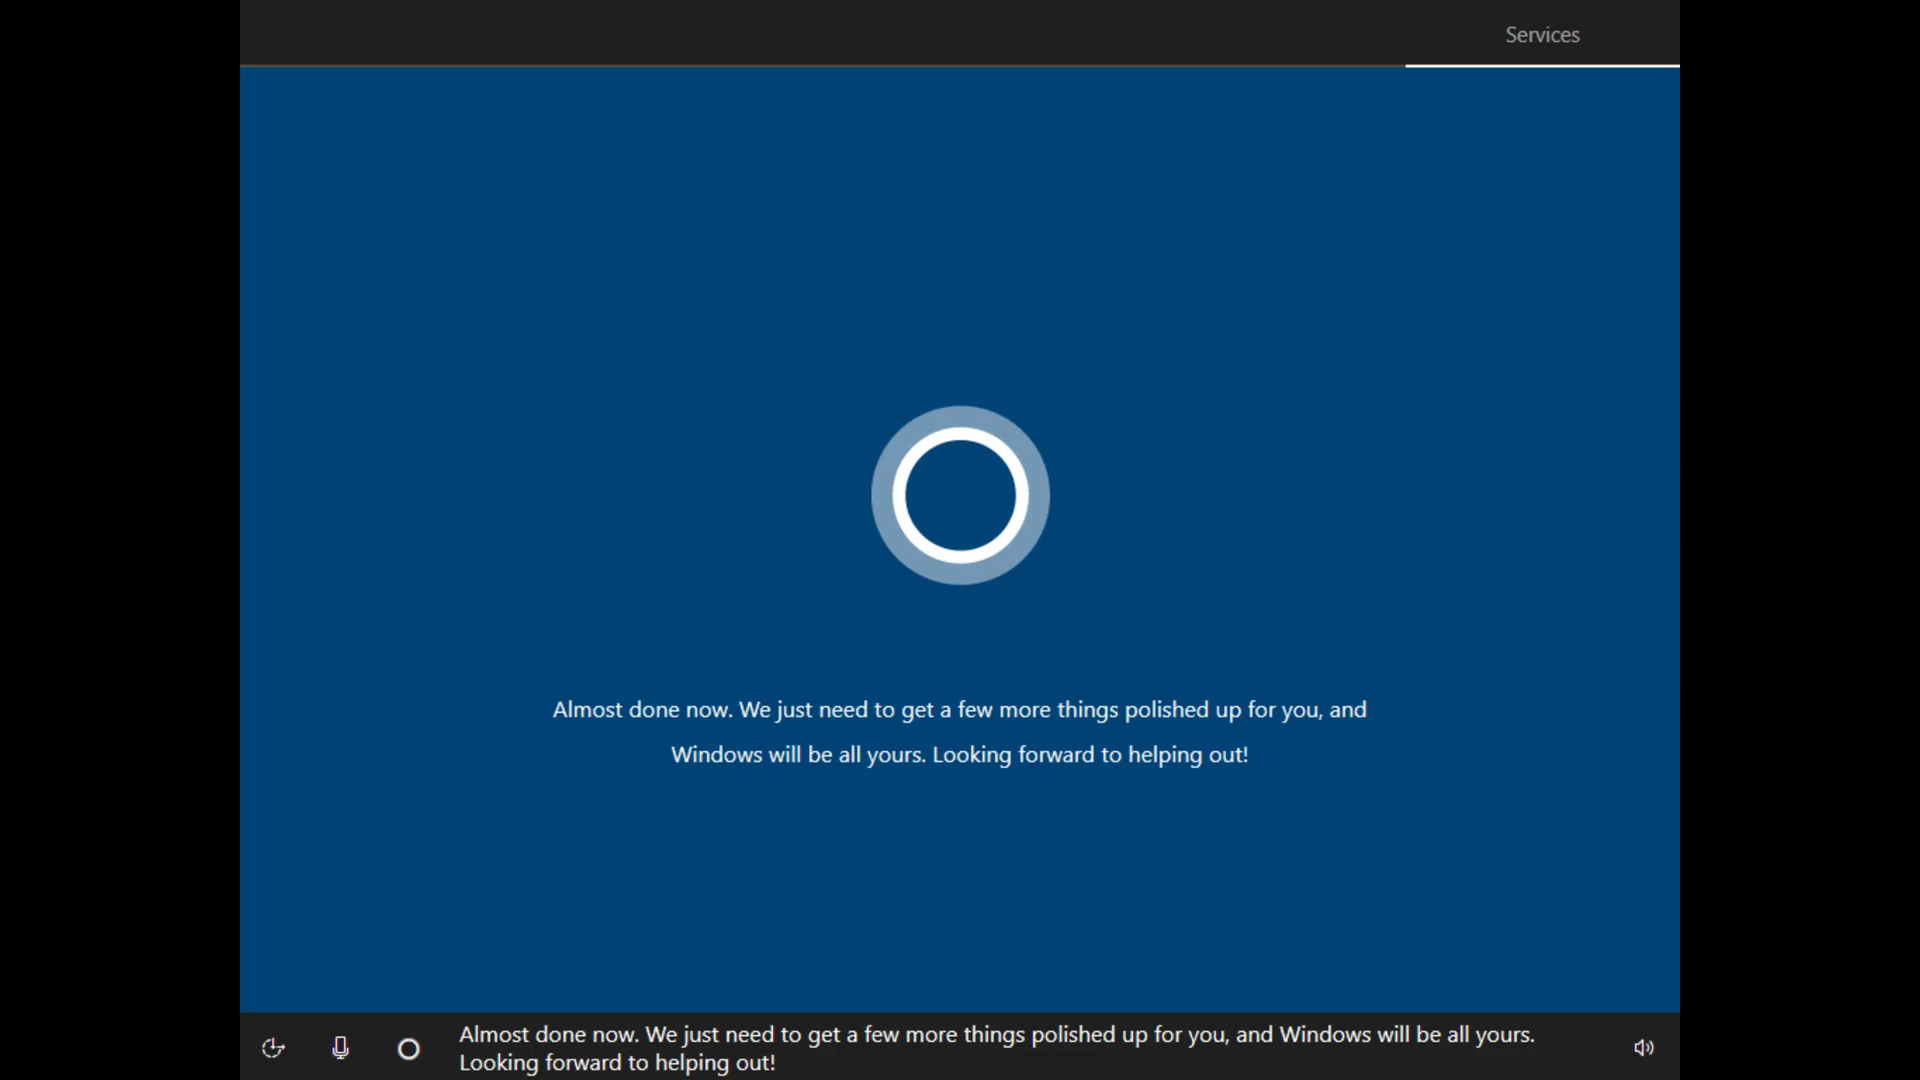 Services
Almost done now. We just need to get a few more things polished up for you, and
Windows will be all yours. Looking forward to helping out!
Almost done now. We just need to get a few more things polished up for you, and Windows will be all yours.
Looking forward to helping out!